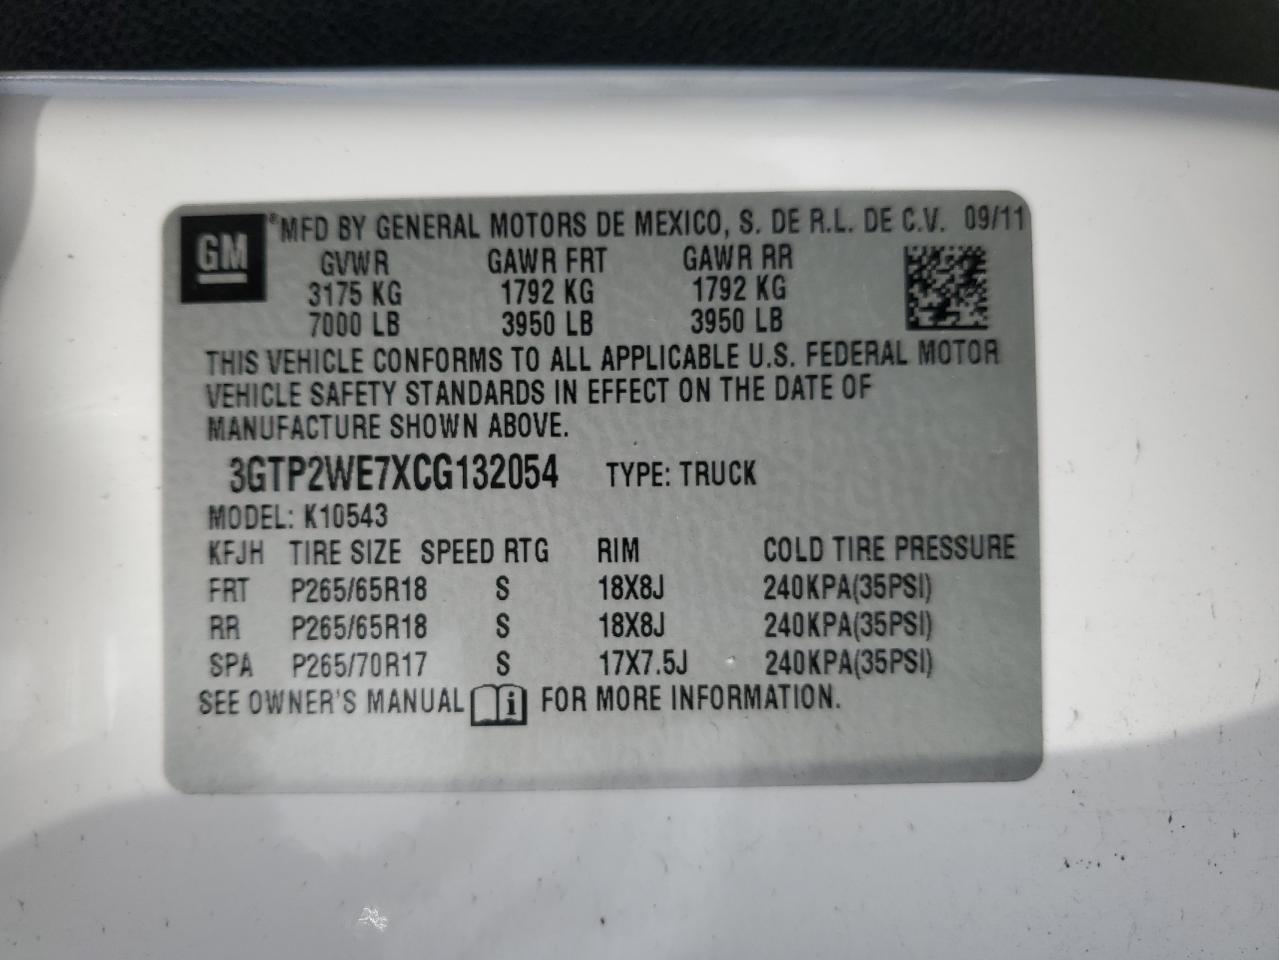 GM
® MFD BY GENERAL MOTORS DE MEXICO, S. DE R.L. DE C.V. 09/11
GVWR GAWR FRT GAWR RR
3175 KG 1792 KG 1792 KG
7000 LB 3950 LB 3950 LB
THIS VEHICLE CONFORMS TO ALL APPLICABLE U.S. FEDERAL MOTOR
VEHICLE SAFETY STANDARDS IN EFFECT ON THE DATE OF
MANUFACTURE SHOWN ABOVE.
3GTP2WE7XCG132054 TYPE: TRUCK
MODEL: K10543
KFJH TIRE SIZE SPEED RTG RIM COLD TIRE PRESSURE
FRT P265/65R18 S 18X8J 240KPA(35PSI)
RR P265/65R18 S 18X8J 240KPA(35PSI)
SPA P265/70R17 S 17X7.5J 240KPA(35PSI)
SEE OWNER'S MANUAL i FOR MORE INFORMATION.